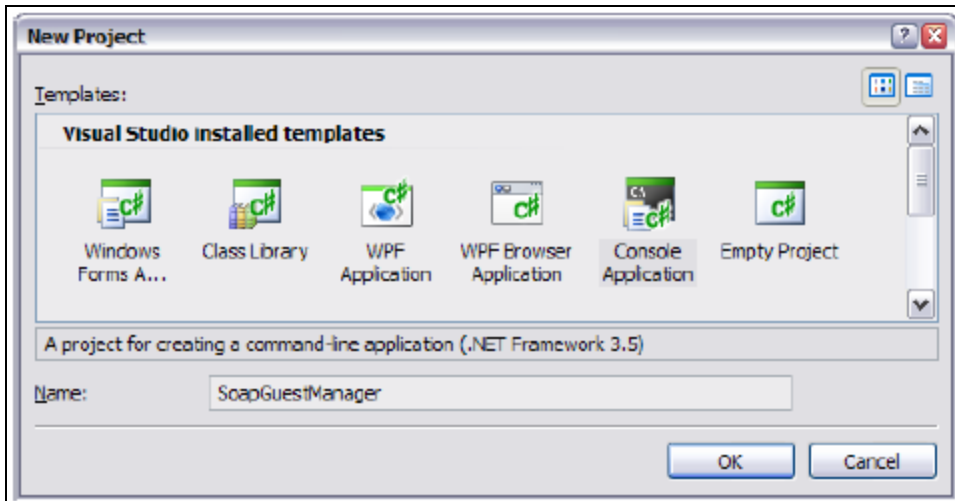 New Project
Templates:
Visual Studio installed templates
Windows Forms A...
Class Library
WPF Application
WPF Browser Application
Console Application
Empty Project
A project for creating a command-line application (.NET Framework 3.5)
Name:
SoapGuestManager
OK
Cancel